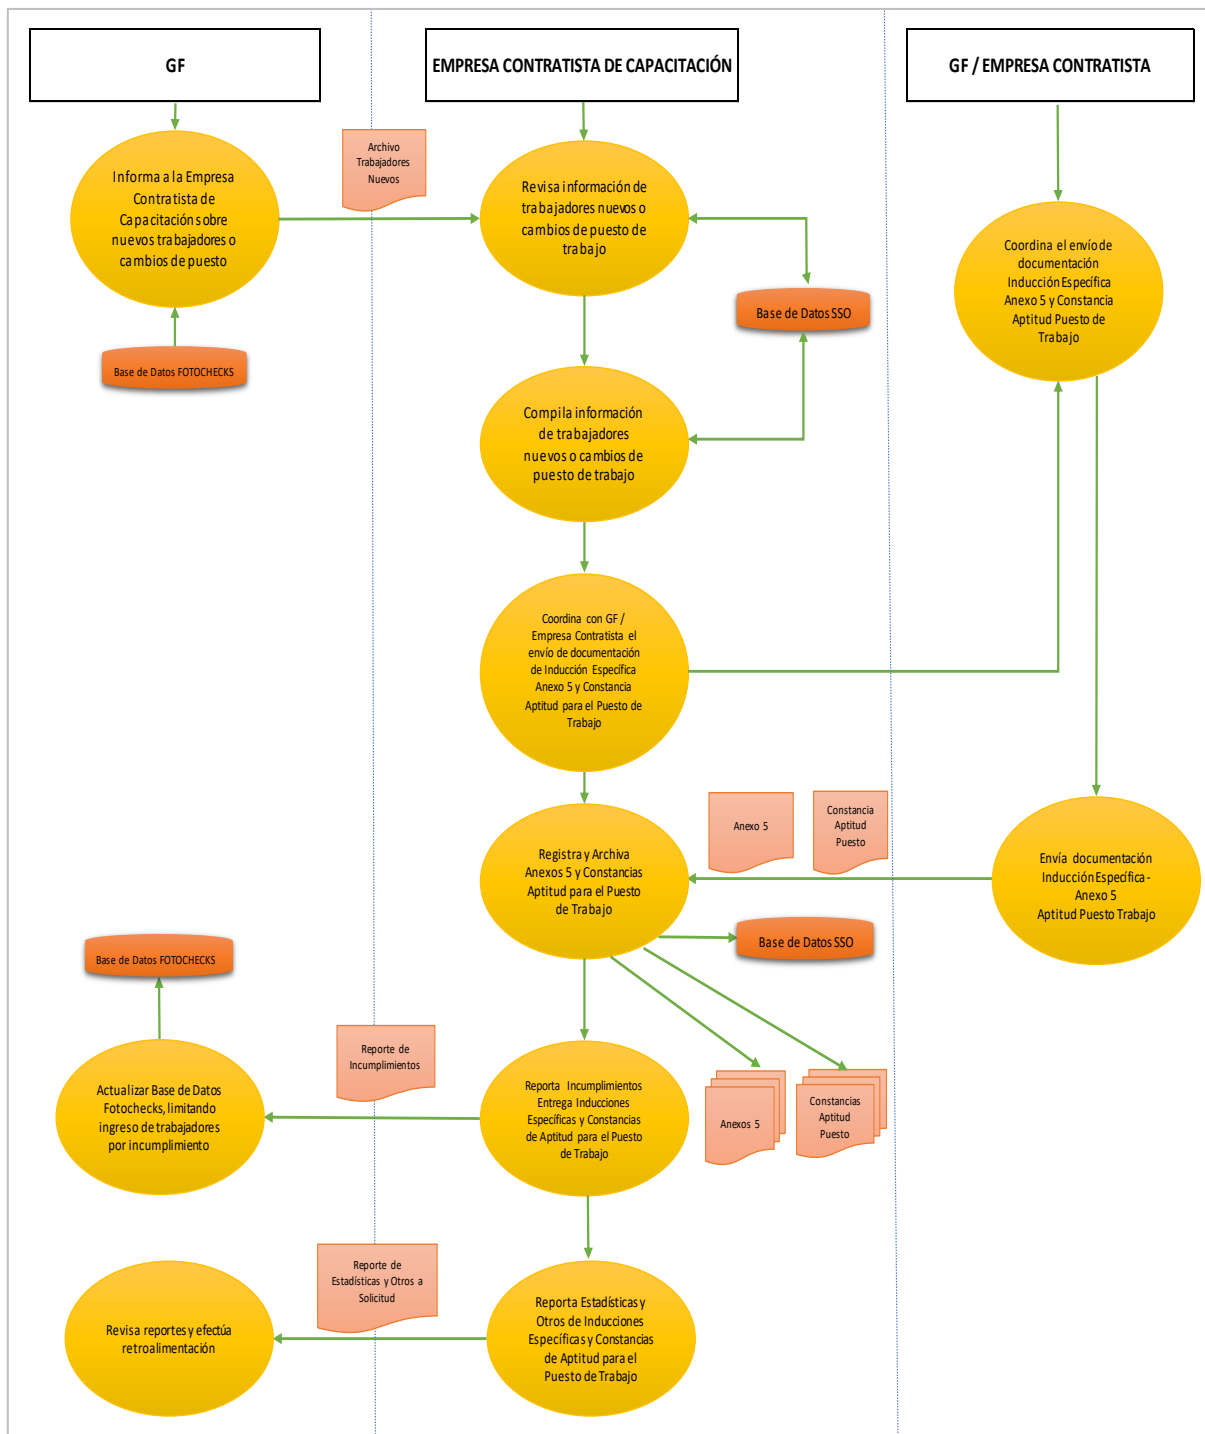 GF
EMPRESA CONTRATISTA DE CAPACITACIÓN
GF / EMPRESA CONTRATISTA
Informa a la Empresa
Contratista de
Capacitación sobre
nuevos trabajadores o
cambios de puesto
Archivo
Trabajadores
Nuevos
Revisa información de
trabajadores nuevos o
cambios de puesto de
trabajo
Base de Datos SSO
Coordina el envío de
documentación
Inducción Específica
Anexo 5 y Constancia
Aptitud Puesto de
Trabajo
Base de Datos FOTOCHECKS
Compila información
de trabajadores
nuevos o cambios de
puesto de trabajo
Coordina con GF /
Empresa Contratista el
envío de documentación
de Inducción Específica
Anexo 5 y Constancia
Aptitud para el Puesto de
Trabajo
Anexo 5
Constancia
Aptitud
Puesto
Registra y Archiva
Anexos 5 y Constancias
Aptitud para el Puesto
de Trabajo
Envía documentación
Inducción Específica -
Anexo 5
Aptitud Puesto Trabajo
Base de Datos SSO
Base de Datos FOTOCHECKS
Reporte de
Incumplimientos
Actualizar Base de Datos
Fotochecks, limitando
ingreso de trabajadores
por incumplimiento
Reporta Incumplimientos
Entrega Inducciones
Específicas y Constancias
de Aptitud para el Puesto
de Trabajo
Anexos 5
Constancias
Aptitud
Puesto
Reporte de
Estadísticas y Otros a
Solicitud
Revisa reportes y efectúa
retroalimentación
Reporta Estadísticas y
Otros de Inducciones
Específicas y Constancias
de Aptitud para el
Puesto de Trabajo